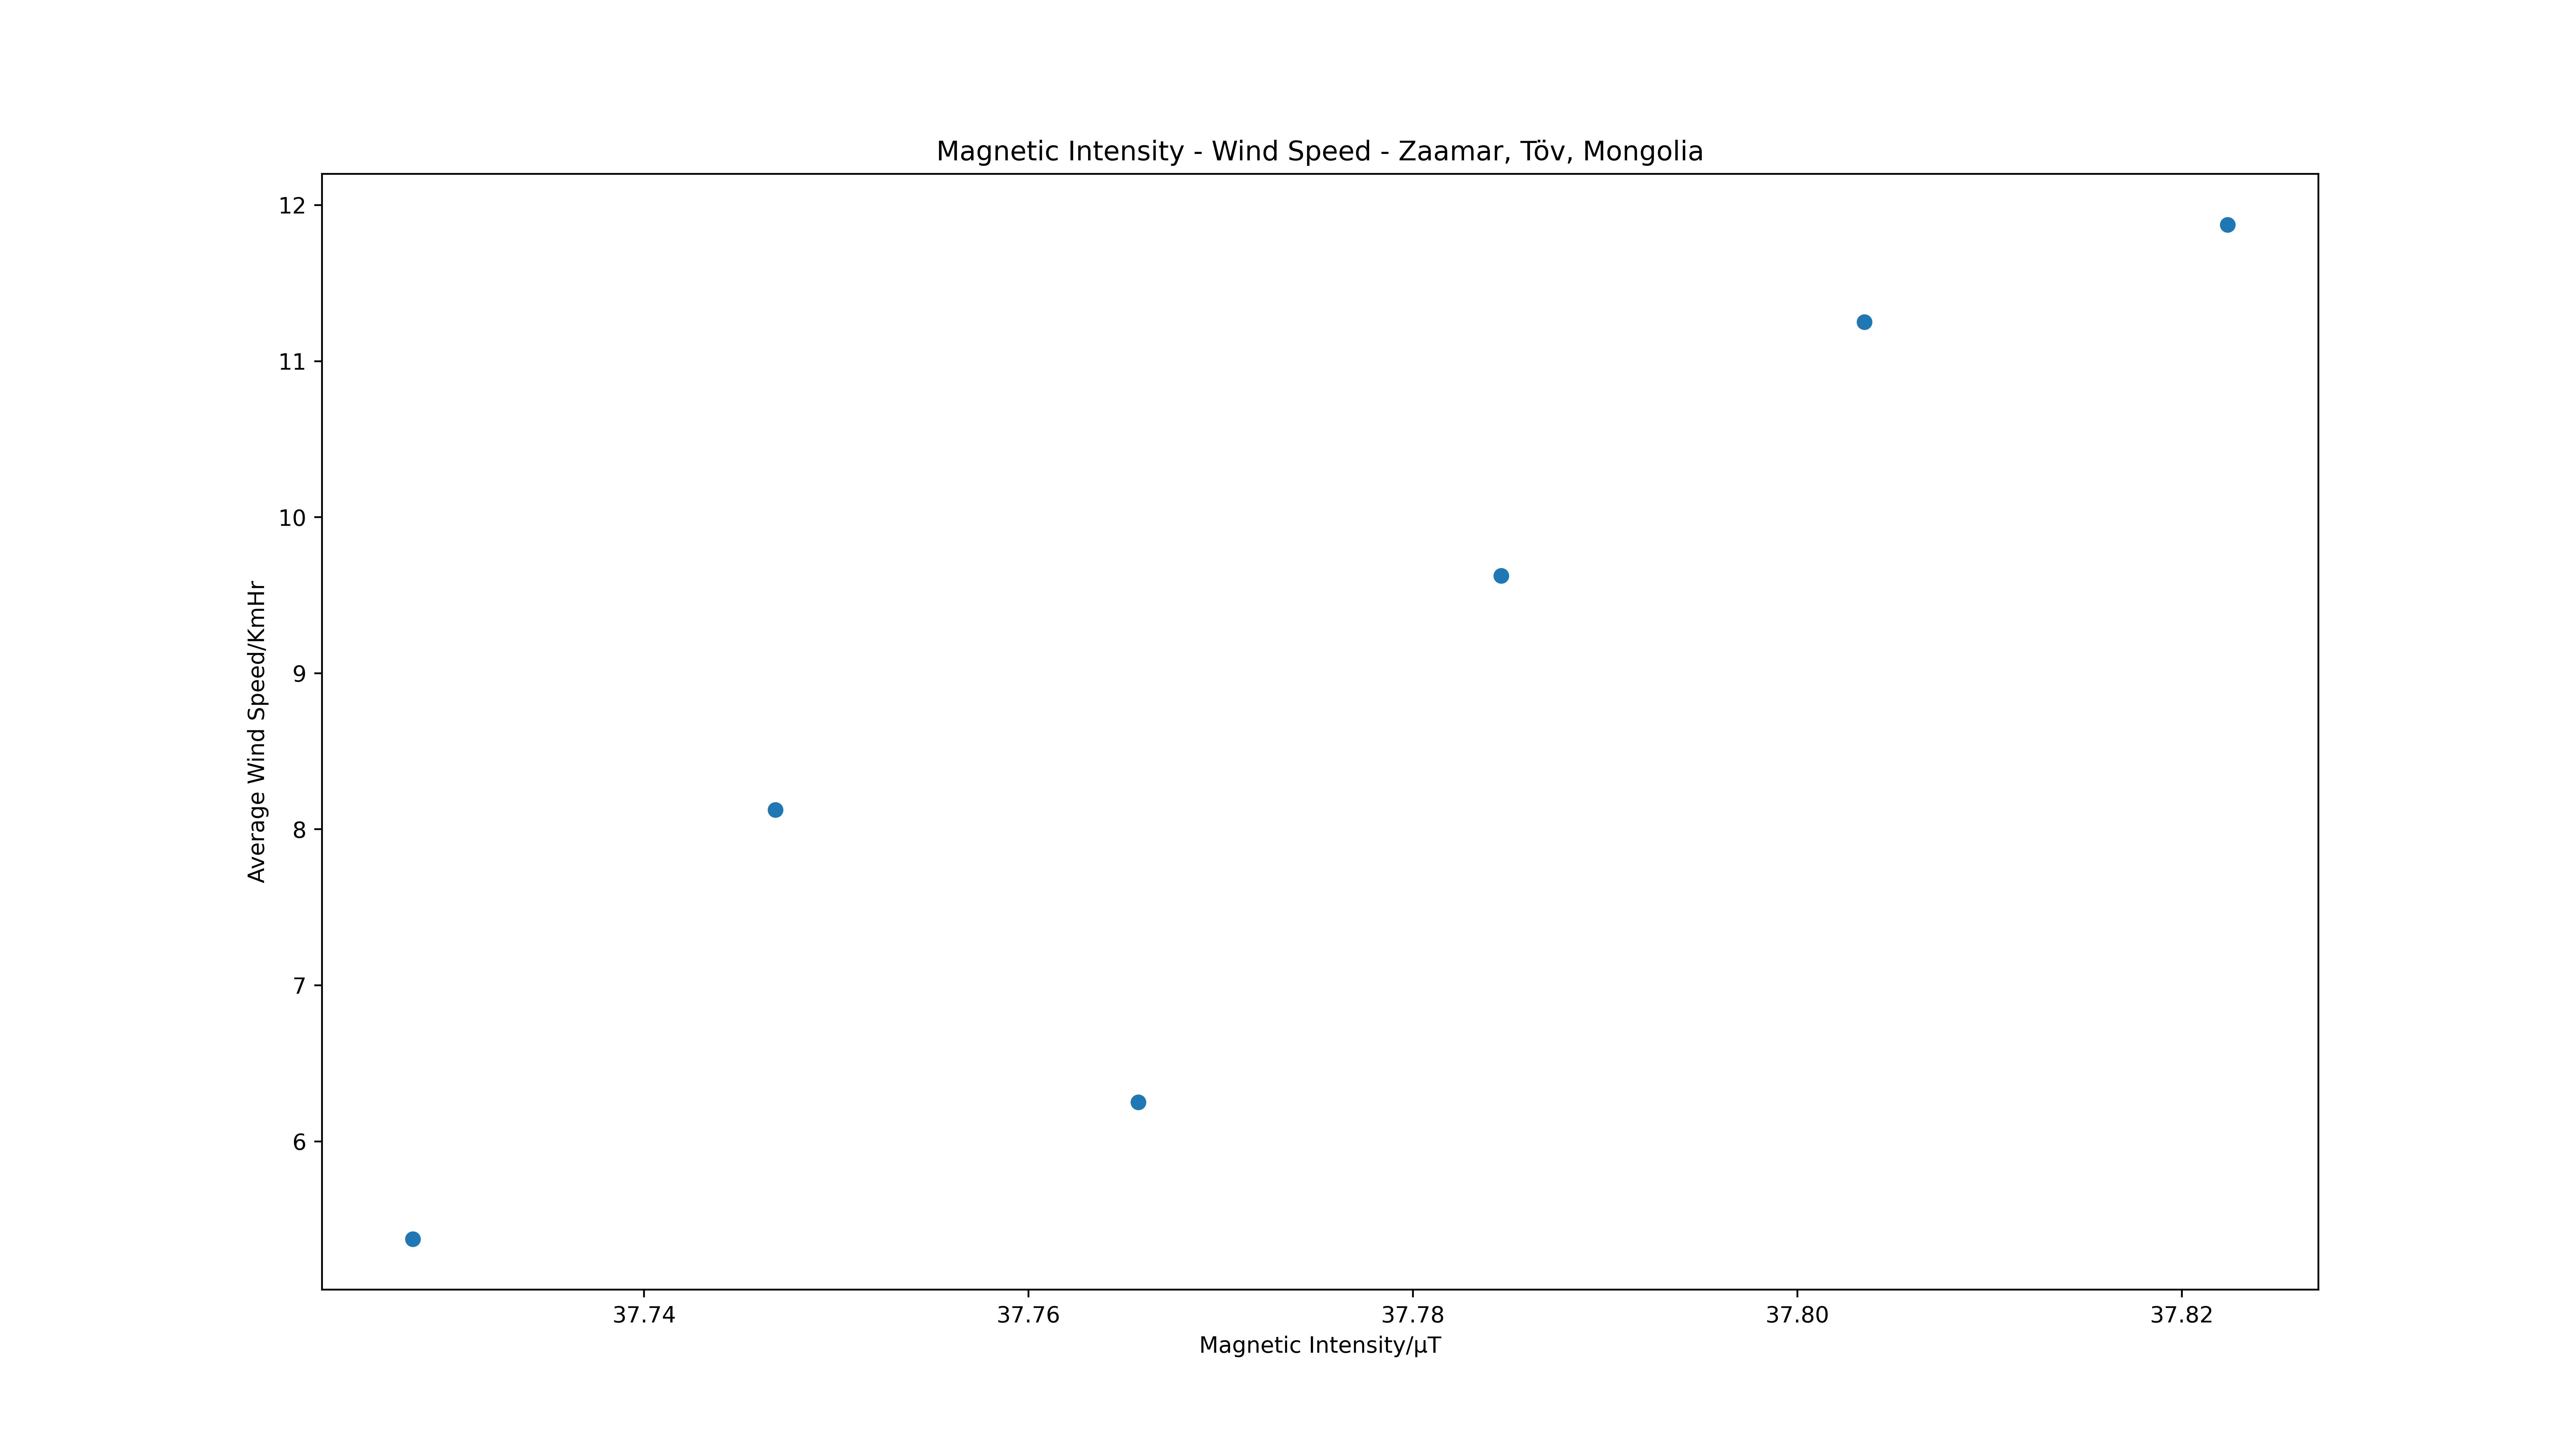 Magnetic Intensity - Wind Speed - Zaamar, Töv, Mongolia
12
11
10
9
8
7
6
Average Wind Speed/KmHr
37.74 37.76 37.78 37.80 37.82
Magnetic Intensity/µT